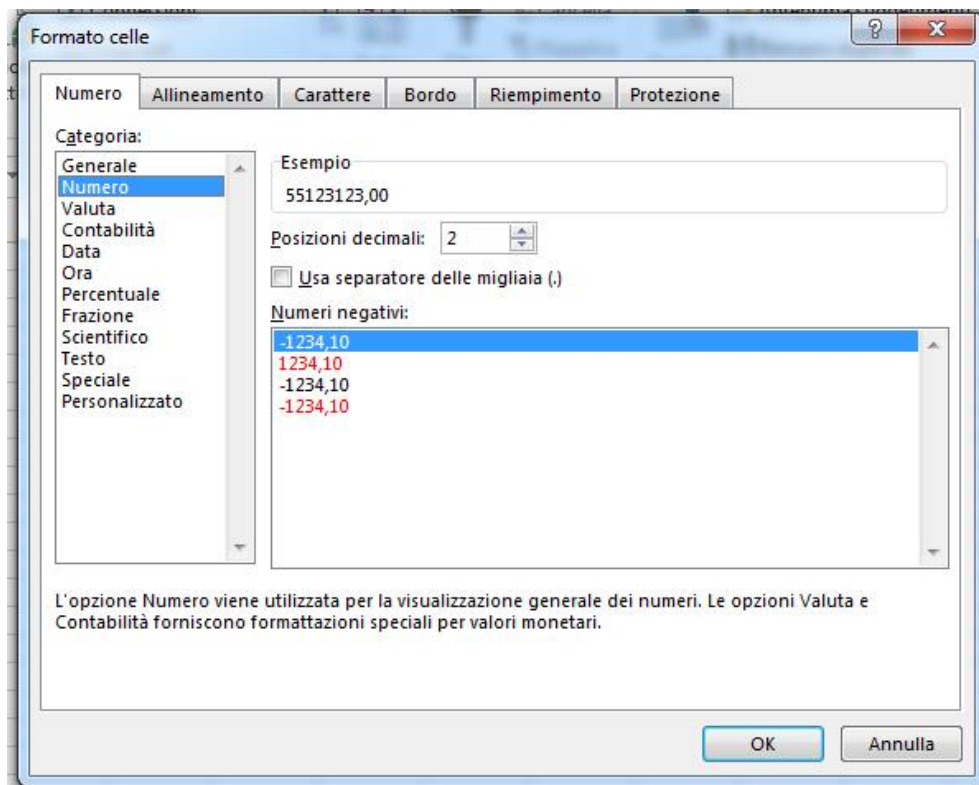 Formato celle
Numero Allineamento Carattere Bordo Riempimento Protezione
Categoria:
Generale
Numero
Valuta
Contabilità
Data
Ora
Percentuale
Frazione
Scientifico
Testo
Speciale
Personalizzato
Esempio
55123123,00
Posizioni decimali: 2
Usa separatore delle migliaia (.)
Numeri negativi:
-1234,10
1234,10
-1234,10
-1234,10
L'opzione Numero viene utilizzata per la visualizzazione generale dei numeri. Le opzioni Valuta e
Contabilità forniscono formattazioni speciali per valori monetari.
OK Annulla